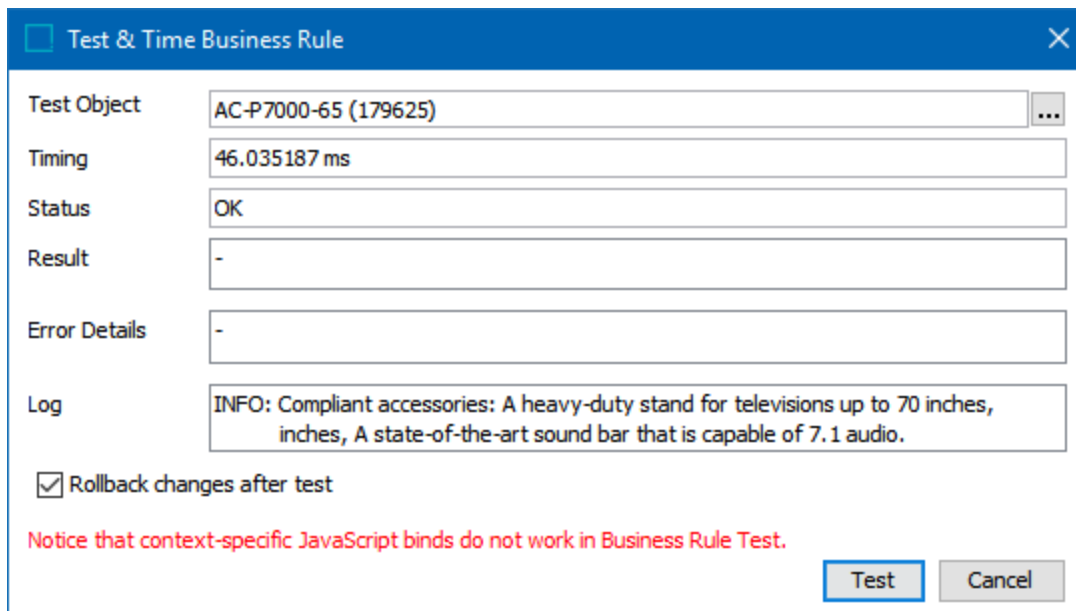 Test & Time Business Rule
Test Object AC-P7000-65 (179625) ...
Timing 46.035187 ms
Status OK
Result -
Error Details -
Log INFO: Compliant accessories: A heavy-duty stand for televisions up to 70 inches,
inches, A state-of-the-art sound bar that is capable of 7.1 audio.
Rollback changes after test
Notice that context-specific JavaScript binds do not work in Business Rule Test.
Test Cancel